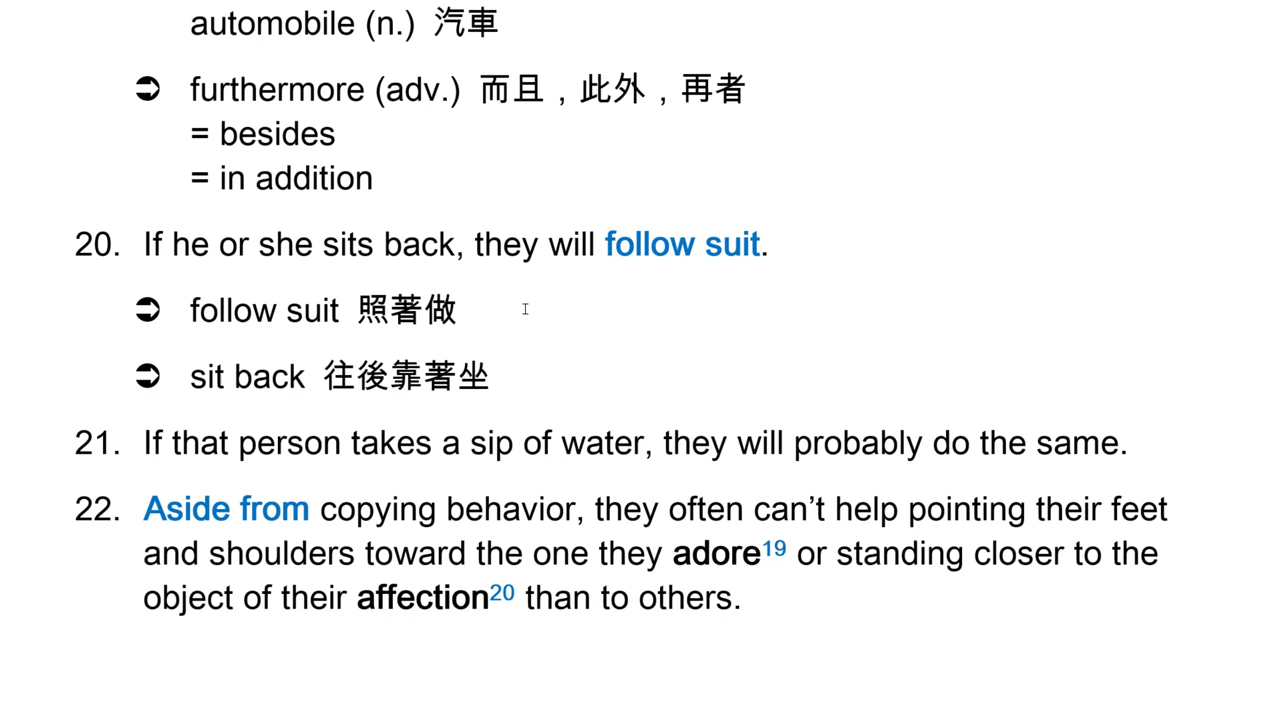 automobile (n.) 汽車
➲ furthermore (adv.) 而且，此外，再者
= besides
= in addition
20. If he or she sits back, they will follow suit.
➲ follow suit 照著做
➲ sit back 往後靠著坐
21. If that person takes a sip of water, they will probably do the same.
22. Aside from copying behavior, they often can’t help pointing their feet
and shoulders toward the one they adore19 or standing closer to the
object of their affection20 than to others.